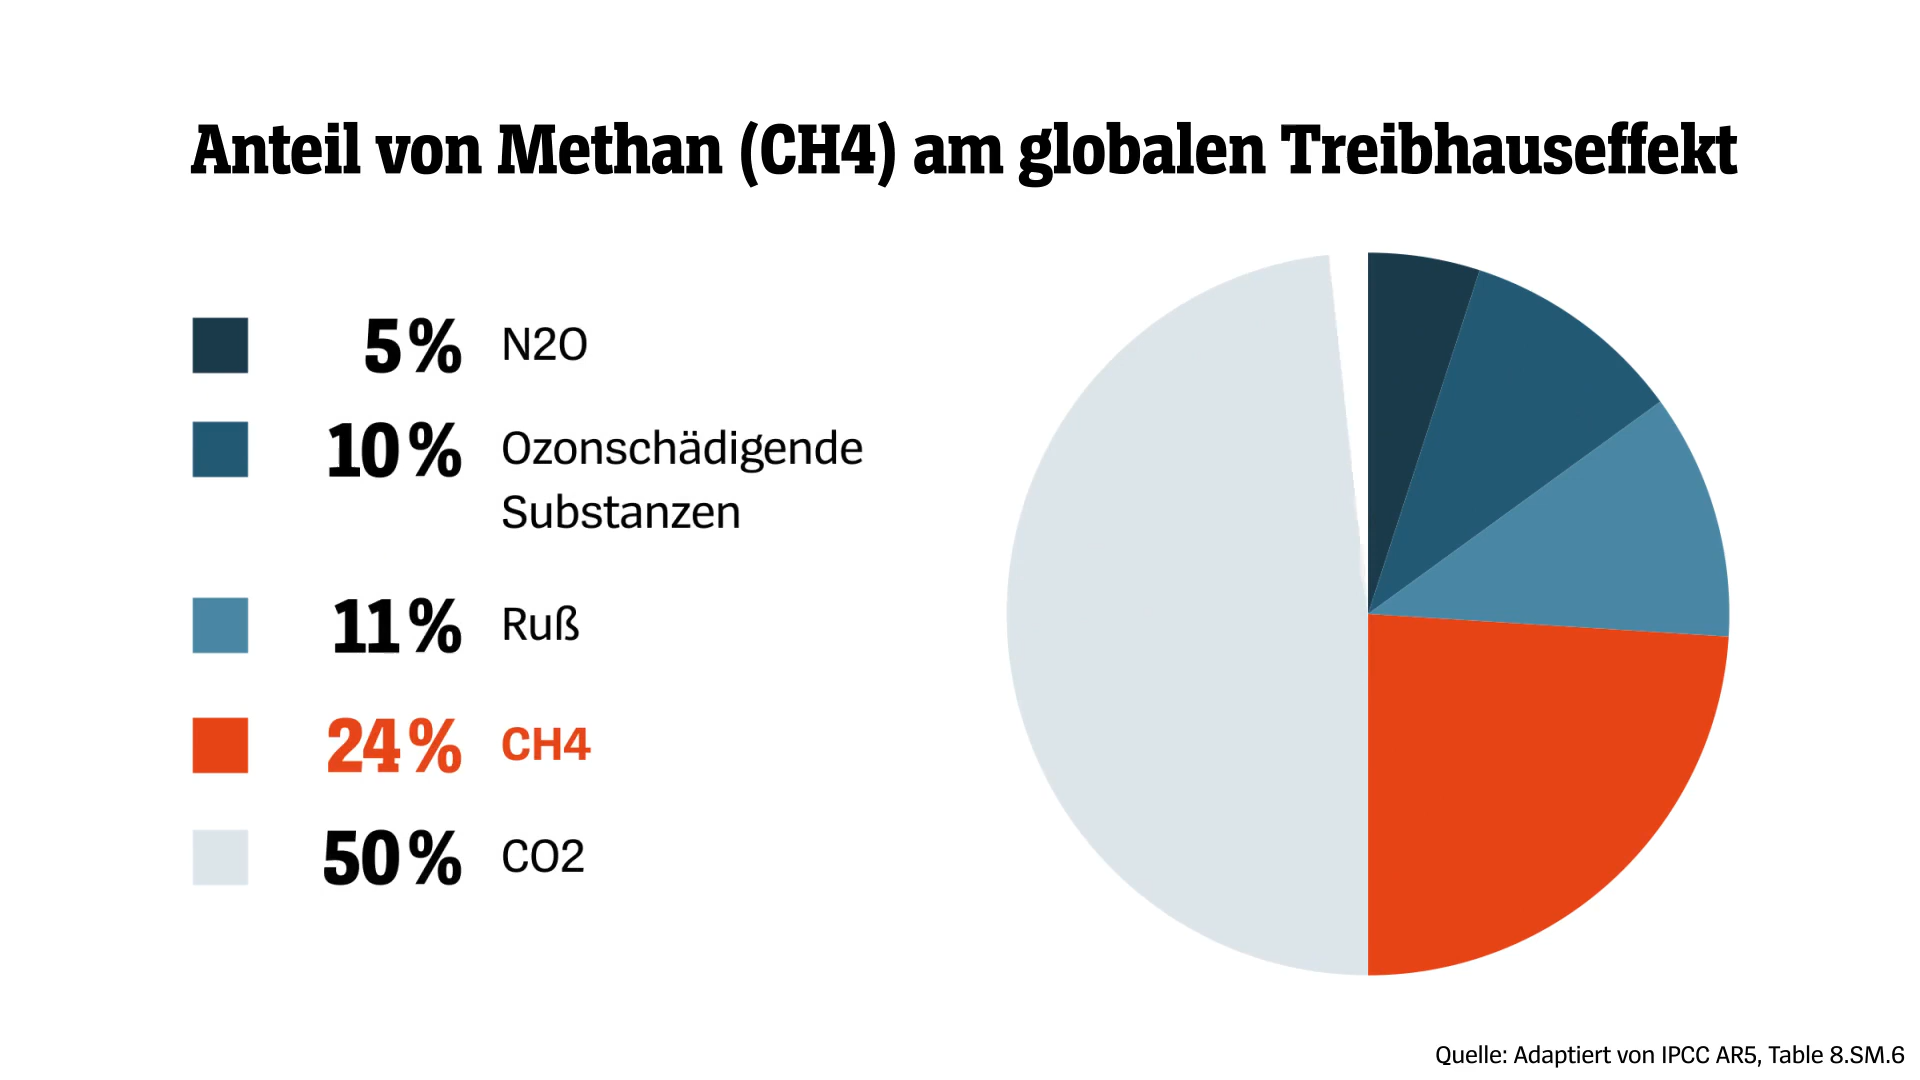 Anteil von Methan (CH4) am globalen Treibhauseffekt
5% N2O
10% Ozonschädigende
Substanzen
11% Ruß
24% CH4
50% CO2
Quelle: Adaptiert von IPCC AR5, Table 8.SM.6